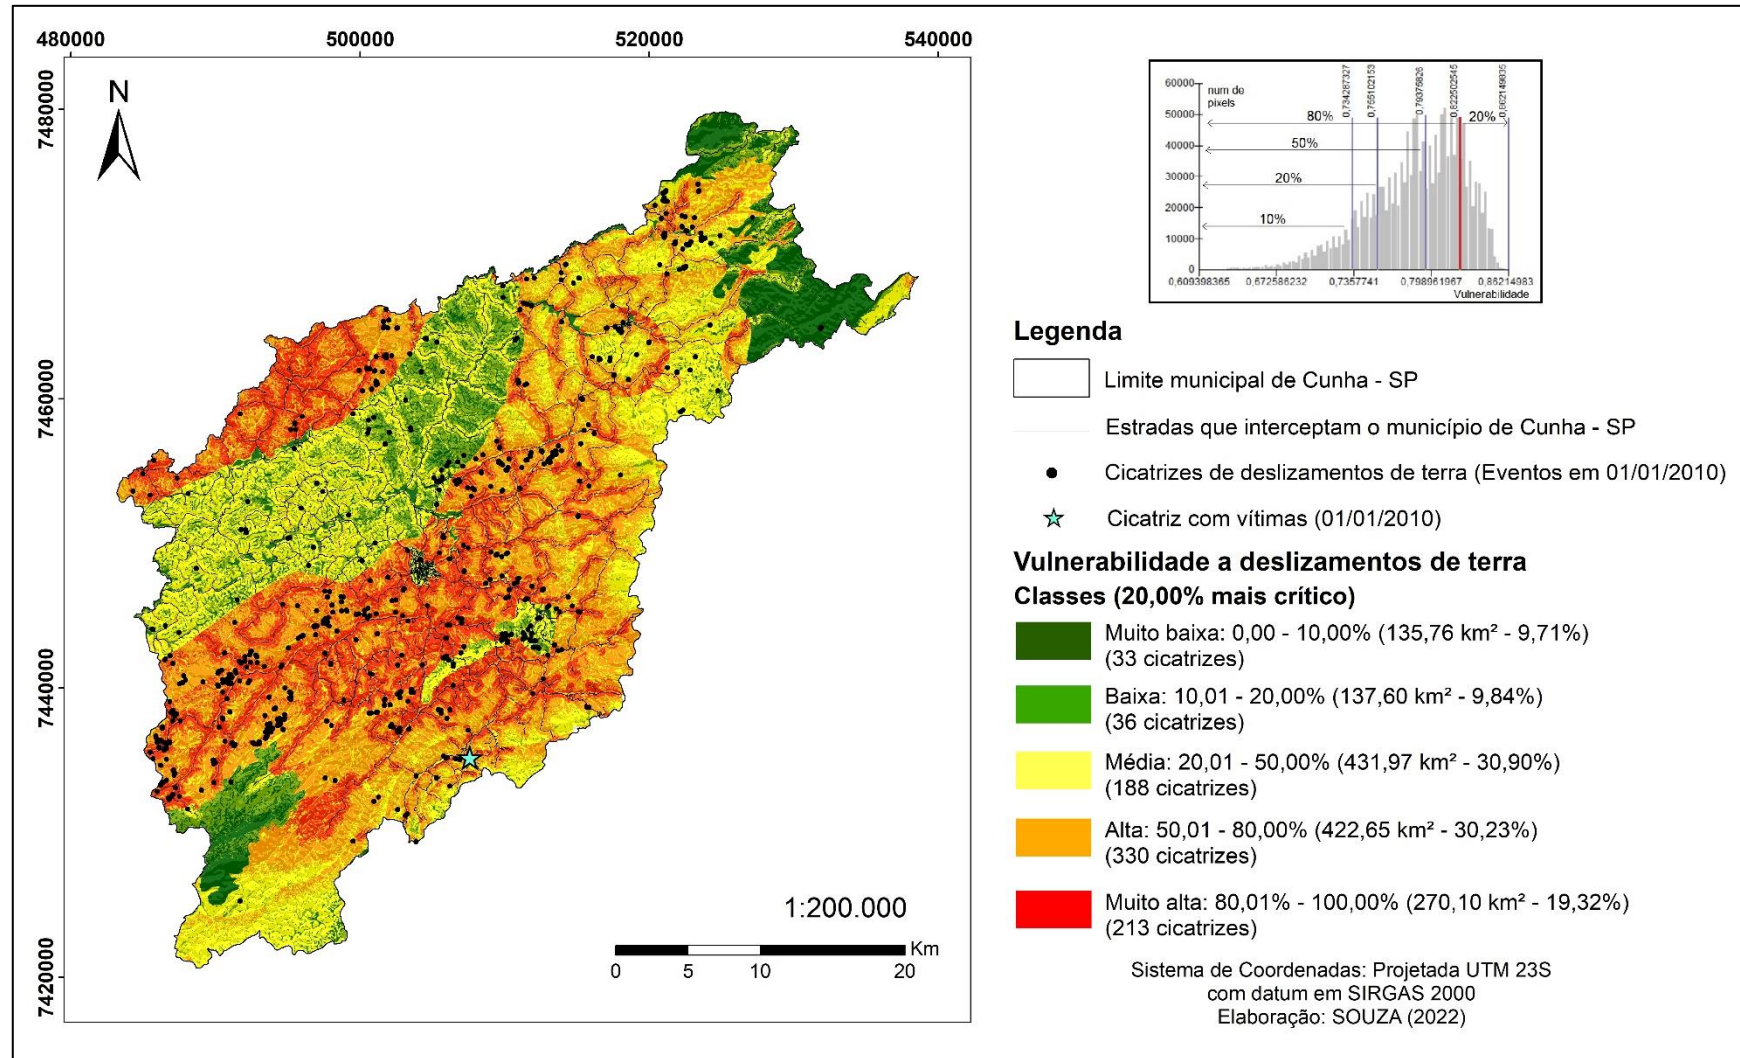 480000
500000
520000
540000
7480000
7460000
7440000
7420000
N
1:200.000
Km
0
5
10
20
60000
50000
40000
30000
20000
10000
0
num de
pixels
0,734287327
0,755102153
0,79375826
0,822502545
0,862149835
80%
20%
50%
20%
10%
0,609398365
0,672586232
0,7357741
0,798961967
0,86214983
Vulnerabilidade
Legenda
Limite municipal de Cunha - SP
Estradas que interceptam o município de Cunha - SP
Cicatrizes de deslizamentos de terra (Eventos em 01/01/2010)
Cicatriz com vítimas (01/01/2010)
Vulnerabilidade a deslizamentos de terra
Classes (20,00% mais crítico)
Muito baixa: 0,00 - 10,00% (135,76 km² - 9,71%)
(33 cicatrizes)
Baixa: 10,01 - 20,00% (137,60 km² - 9,84%)
(36 cicatrizes)
Média: 20,01 - 50,00% (431,97 km² - 30,90%)
(188 cicatrizes)
Alta: 50,01 - 80,00% (422,65 km² - 30,23%)
(330 cicatrizes)
Muito alta: 80,01% - 100,00% (270,10 km² - 19,32%)
(213 cicatrizes)
Sistema de Coordenadas: Projetada UTM 23S
com datum em SIRGAS 2000
Elaboração: SOUZA (2022)